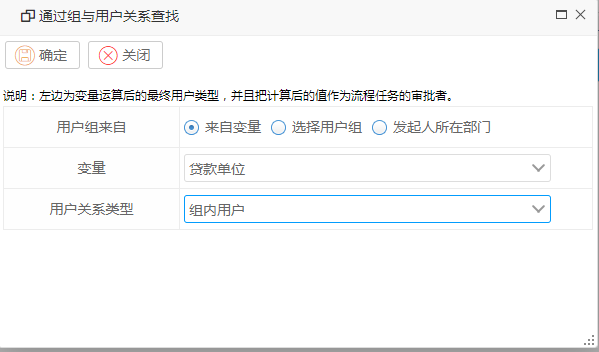 通过组与用户关系查找
确定 关闭
说明：左边为变量运算后的最终用户类型，并且把计算后的值作为流程任务的审批者。
用户组来自 来自变量 选择用户组 发起人所在部门
变量 贷款单位
用户关系类型 组内用户